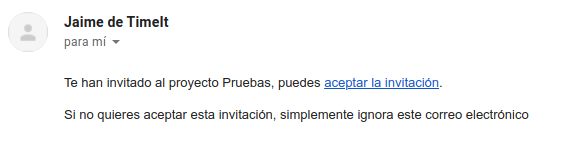 Jaime de TimeIt
para mí
Te han invitado al proyecto Pruebas, puedes aceptar la invitación.
Si no quieres aceptar esta invitación, simplemente ignora este correo electrónico